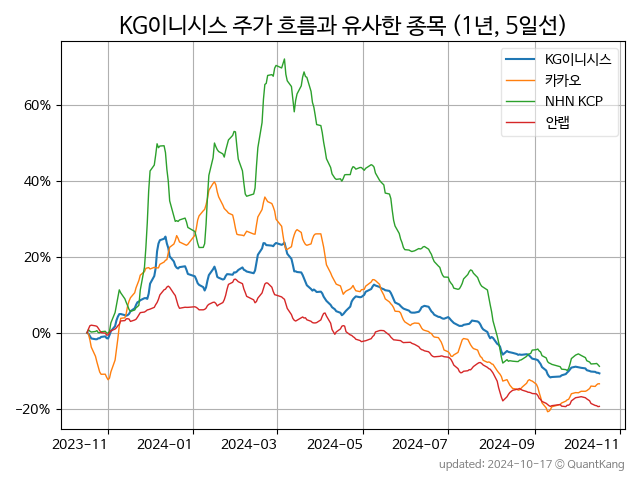 KG이니시스 주가 흐름과 유사한 종목 (1년, 5일선)
KG이니시스
카카오
NHN KCP
안랩
60%
40%
20%
0%
−20%
2023−11 2024−01 2024−03 2024−05 2024−07 2024−09 2024−11
updated: 2024-10-17 © QuantKang